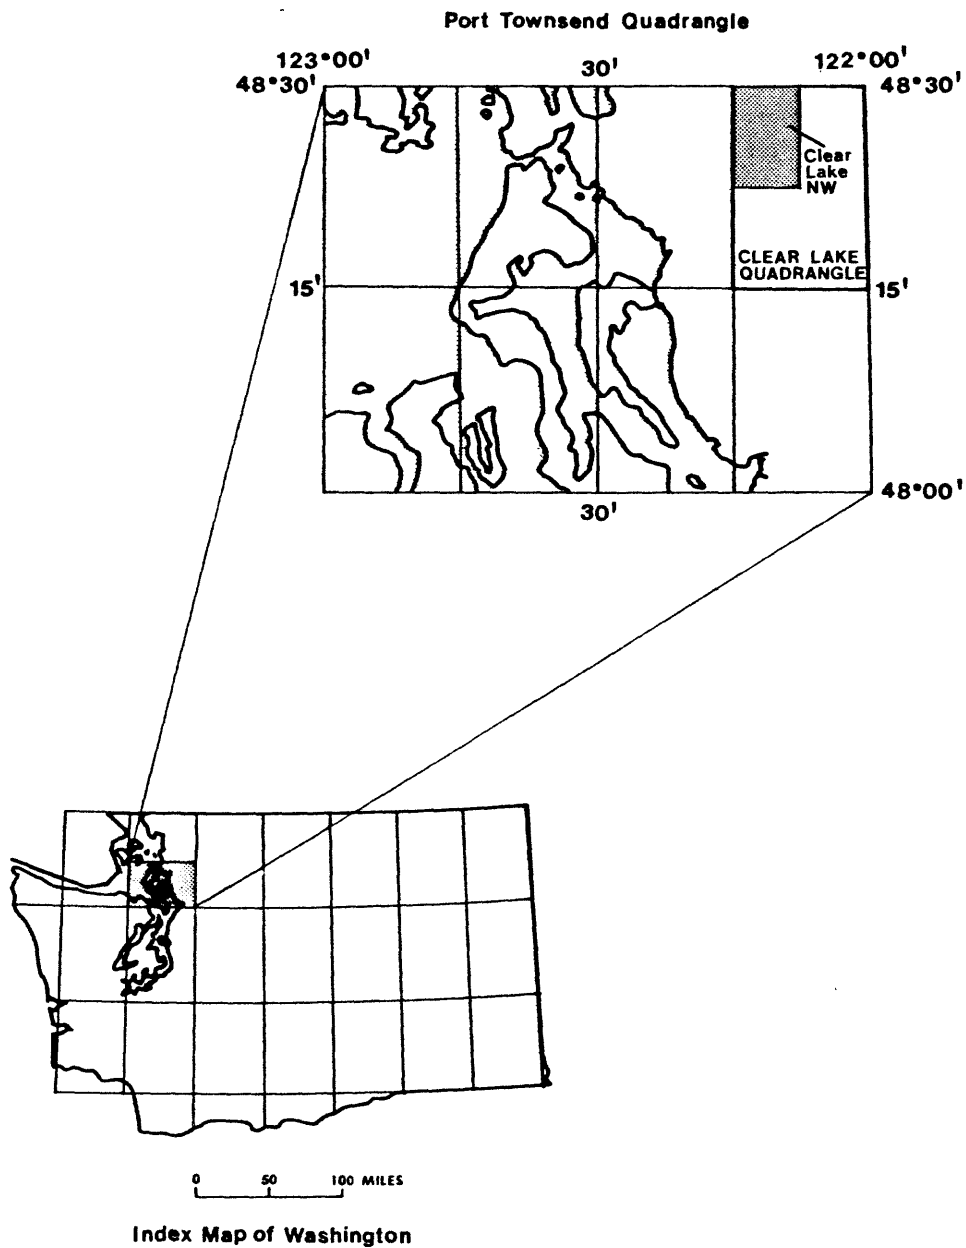 Port Townsend Quadrangle
123°00' 30' 122°00'
48°30' 48°30'
Clear
Lake
NW
CLEAR LAKE
QUADRANGLE
15' 15'
48°00'
30'
0 50 100 MILES
Index Map of Washington